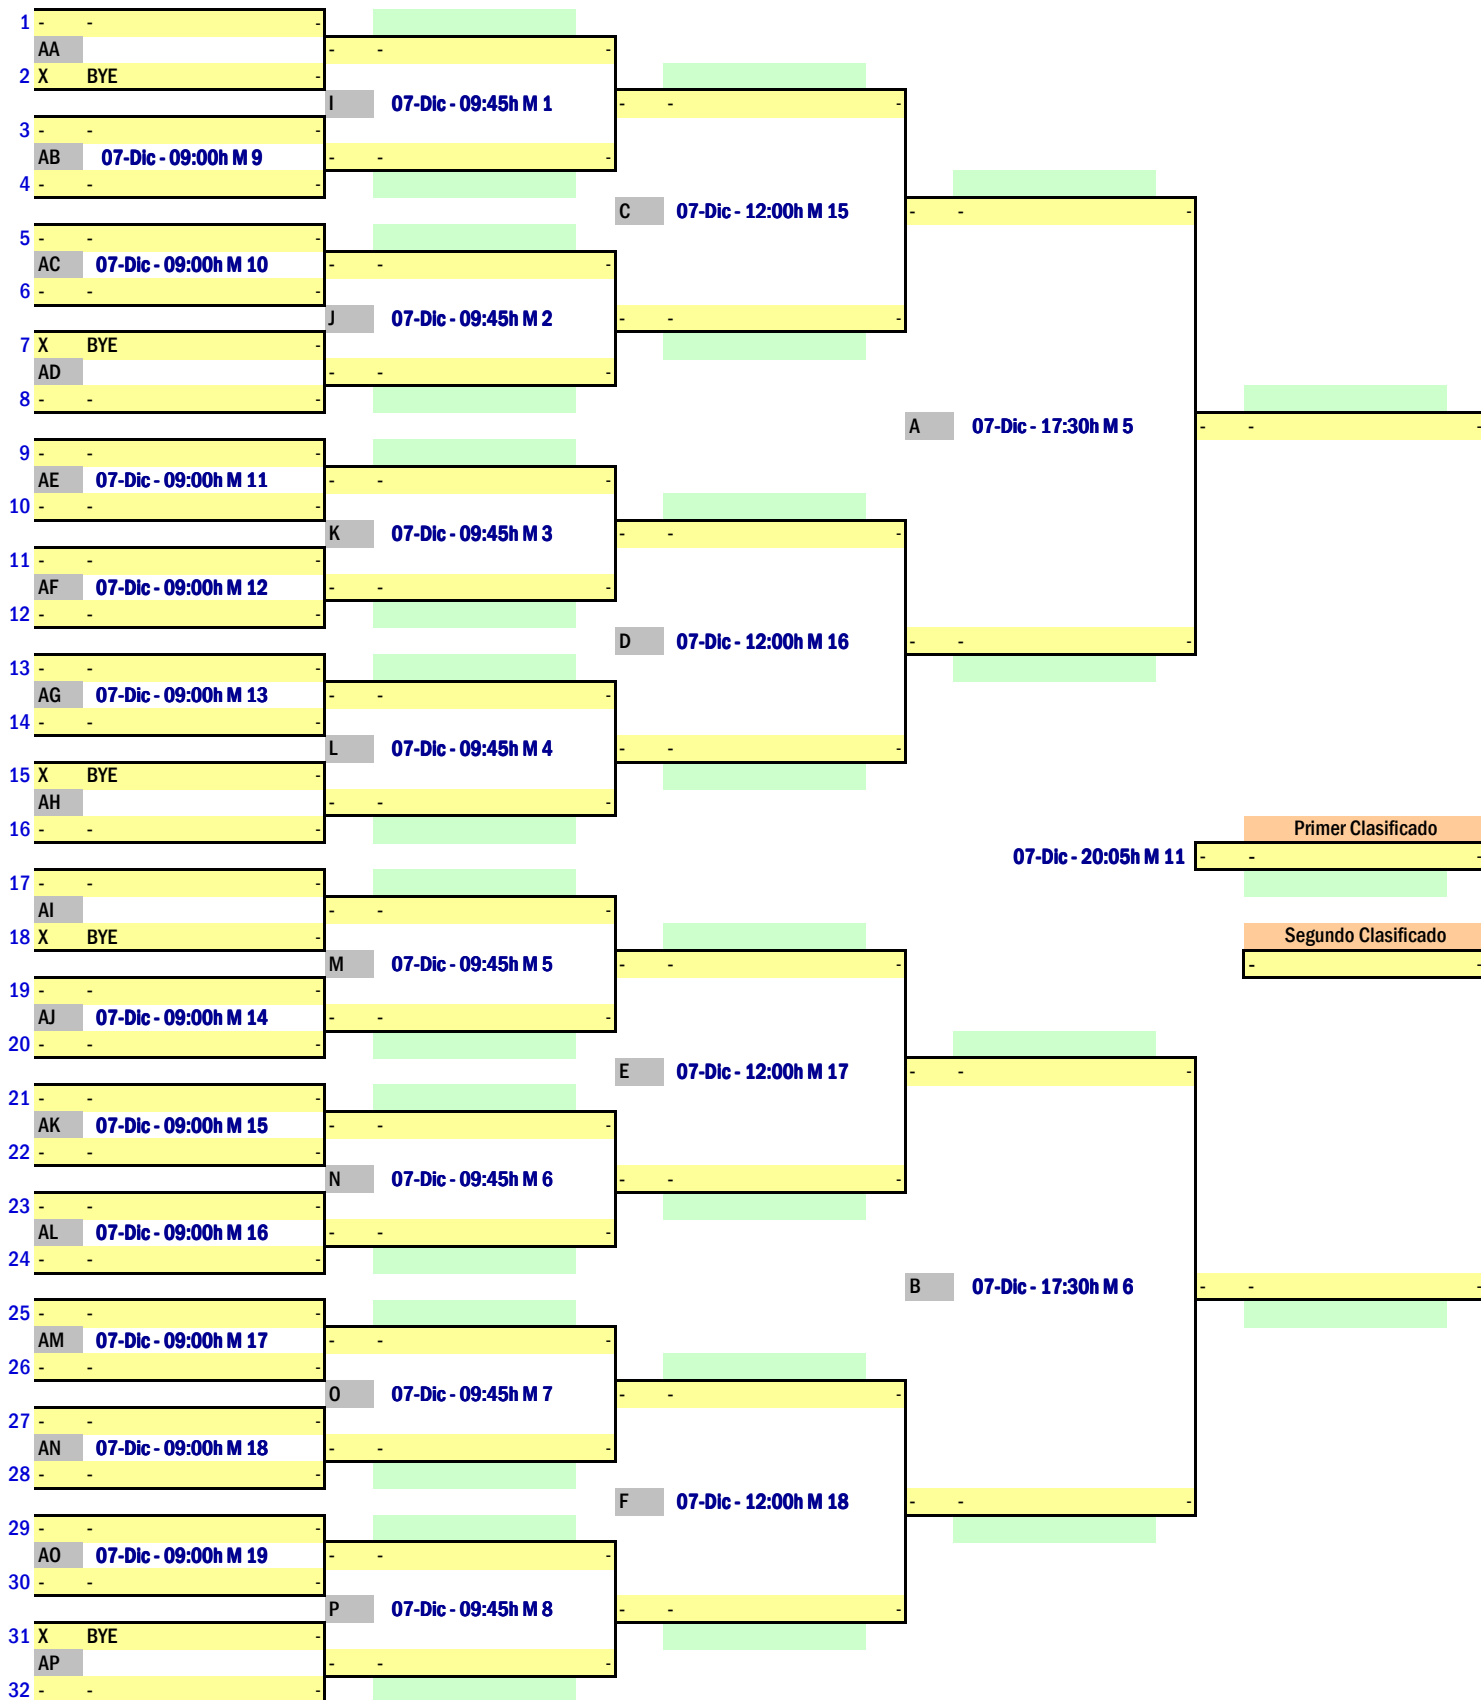 1 - - -
AA
- - -
2 X BYE -
I 07-Dic - 09:45h M 1
- - -
3 - - -
AB 07-Dic - 09:00h M 9
- - -
4 - - -
C 07-Dic - 12:00h M 15
- - -
5 - - -
AC 07-Dic - 09:00h M 10
- - -
6 - - -
J 07-Dic - 09:45h M 2
- - -
7 X BYE -
AD
- - -
8 - - -
A 07-Dic - 17:30h M 5
- - -
9 - - -
AE 07-Dic - 09:00h M 11
- - -
10 - - -
K 07-Dic - 09:45h M 3
- - -
11 - - -
AF 07-Dic - 09:00h M 12
- - -
12 - - -
D 07-Dic - 12:00h M 16
- - -
13 - - -
AG 07-Dic - 09:00h M 13
- - -
14 - - -
L 07-Dic - 09:45h M 4
- - -
15 X BYE -
AH
- - -
16 - - -
Primer Clasificado
07-Dic - 20:05h M 11
- - -
17 - - -
AI
- - -
18 X BYE -
Segundo Clasificado
M 07-Dic - 09:45h M 5
- - -
- -
19 - - -
AJ 07-Dic - 09:00h M 14
- - -
20 - - -
E 07-Dic - 12:00h M 17
- - -
21 - - -
AK 07-Dic - 09:00h M 15
- - -
22 - - -
N 07-Dic - 09:45h M 6
- - -
23 - - -
AL 07-Dic - 09:00h M 16
- - -
24 - - -
B 07-Dic - 17:30h M 6
- - -
25 - - -
AM 07-Dic - 09:00h M 17
- - -
26 - - -
O 07-Dic - 09:45h M 7
- - -
27 - - -
AN 07-Dic - 09:00h M 18
- - -
28 - - -
F 07-Dic - 12:00h M 18
- - -
29 - - -
AO 07-Dic - 09:00h M 19
- - -
30 - - -
P 07-Dic - 09:45h M 8
- - -
31 X BYE -
AP
- - -
32 - - -